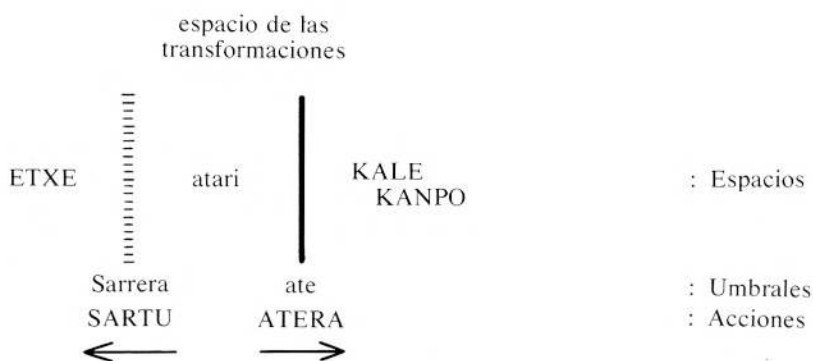 espacio de las
transformaciones
ETXE atari KALE : Espacios
KANPO
Sarrera ate : Umbrales
SARTU ATERA : Acciones